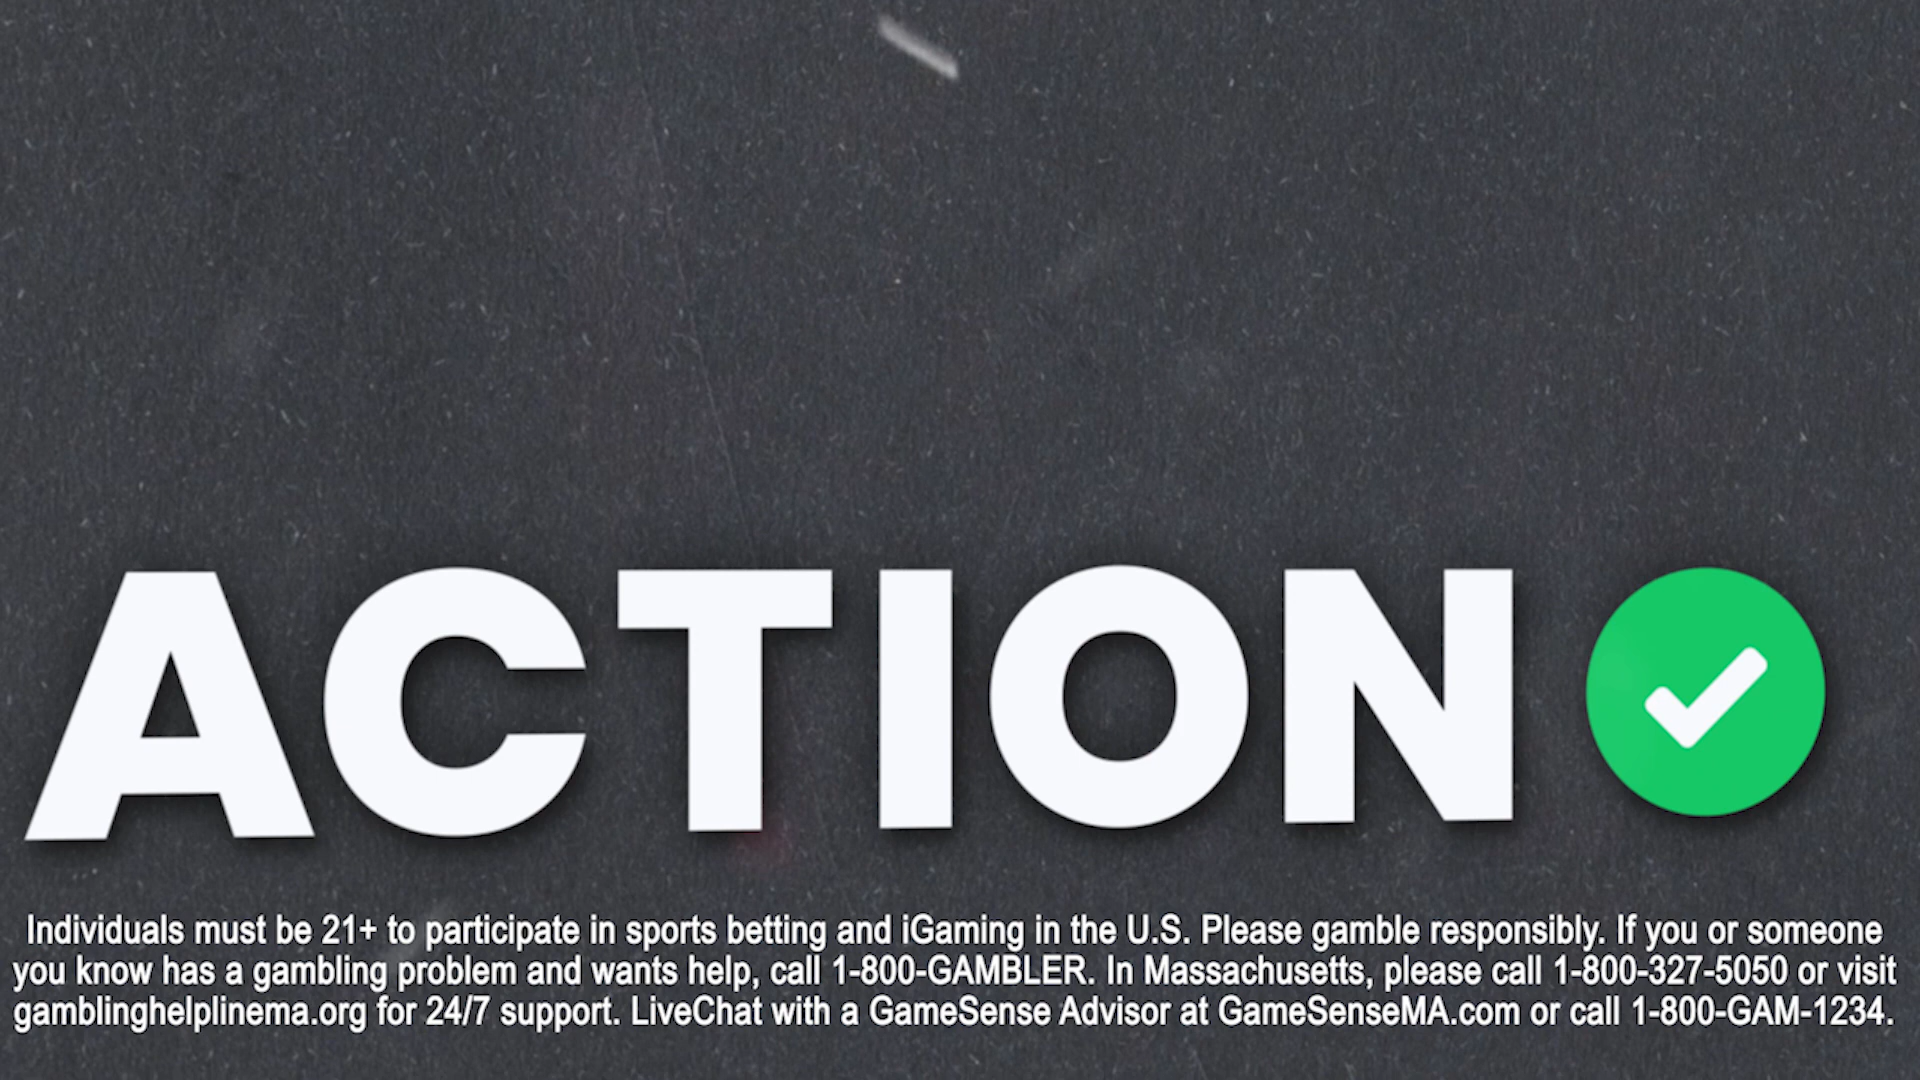 ACTION
Individuals must be 21+ to participate in sports betting and iGaming in the U.S. Please gamble responsibly. If you or someone
you know has a gambling problem and wants help, call 1-800-GAMBLER. In Massachusetts, please call 1-800-327-5050 or visit
gamblinghelplinema.org for 24/7 support. LiveChat with a GameSense Advisor at GameSenseMA.com or call 1-800-GAM-1234.